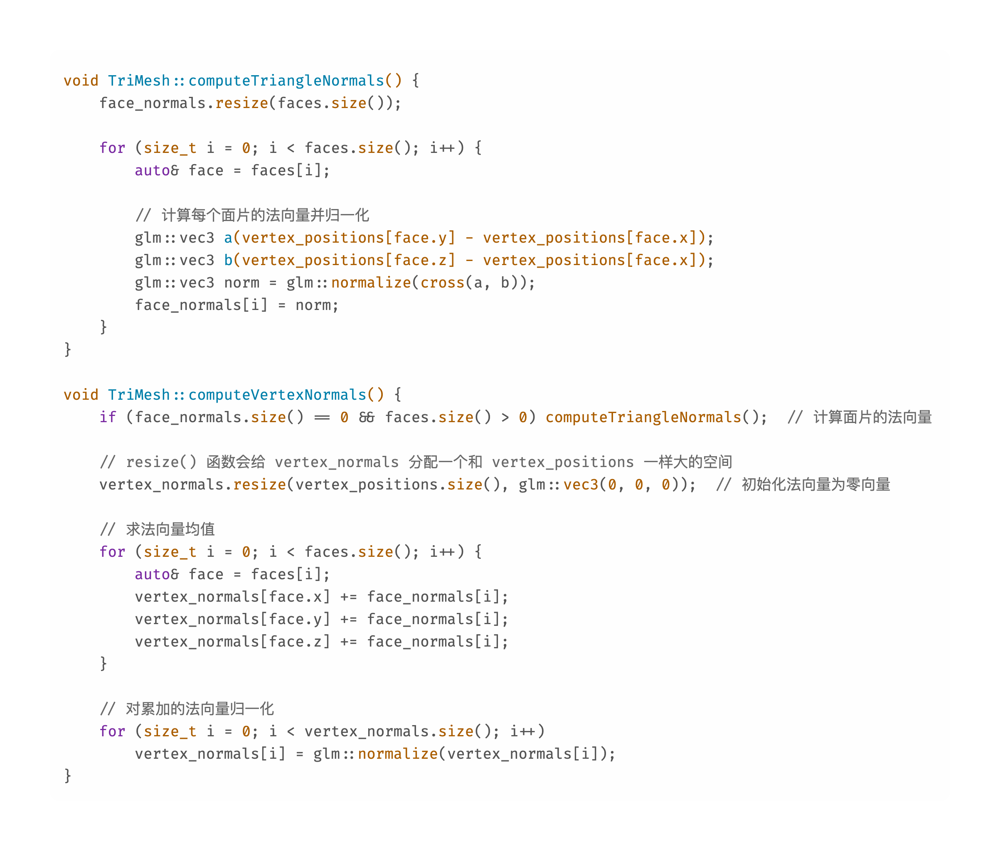 void TriMesh::computeTriangleNormals() {
    face_normals.resize(faces.size());

    for (size_t i = 0; i < faces.size(); i++) {
        auto& face = faces[i];

        // 计算每个面片的法向量并归一化
        glm::vec3 a(vertex_positions[face.y] - vertex_positions[face.x]);
        glm::vec3 b(vertex_positions[face.z] - vertex_positions[face.x]);
        glm::vec3 norm = glm::normalize(cross(a, b));
        face_normals[i] = norm;
    }
}

void TriMesh::computeVertexNormals() {
    if (face_normals.size() == 0 && faces.size() > 0) computeTriangleNormals();  // 计算面片的法向量

    // resize() 函数会给 vertex_normals 分配一个和 vertex_positions 一样大的空间
    vertex_normals.resize(vertex_positions.size(), glm::vec3(0, 0, 0));  // 初始化法向量为零向量

    // 求法向量均值
    for (size_t i = 0; i < faces.size(); i++) {
        auto& face = faces[i];
        vertex_normals[face.x] += face_normals[i];
        vertex_normals[face.y] += face_normals[i];
        vertex_normals[face.z] += face_normals[i];
    }

    // 对累加的法向量归一化
    for (size_t i = 0; i < vertex_normals.size(); i++)
        vertex_normals[i] = glm::normalize(vertex_normals[i]);
}